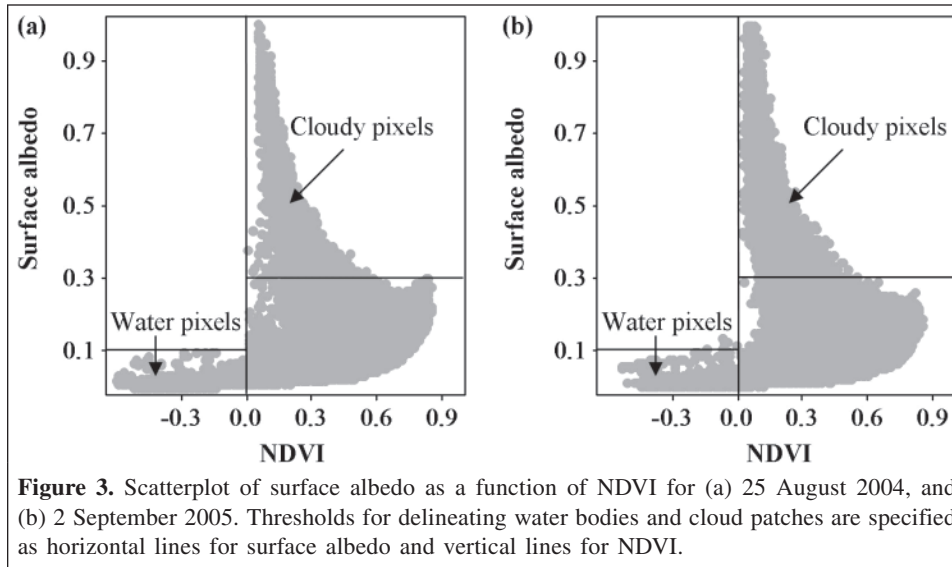 (a)
Surface albedo
0.9
0.7
0.5
0.3
0.1
Cloudy pixels
Water pixels
-0.3
0.0
0.3
0.6
0.9
NDVI
(b)
Surface albedo
0.9
0.7
0.5
0.3
0.1
Cloudy pixels
Water pixels
-0.3
0.0
0.3
0.6
0.9
NDVI
Figure 3. Scatterplot of surface albedo as a function of NDVI for (a) 25 August 2004, and
(b) 2 September 2005. Thresholds for delineating water bodies and cloud patches are specified
as horizontal lines for surface albedo and vertical lines for NDVI.